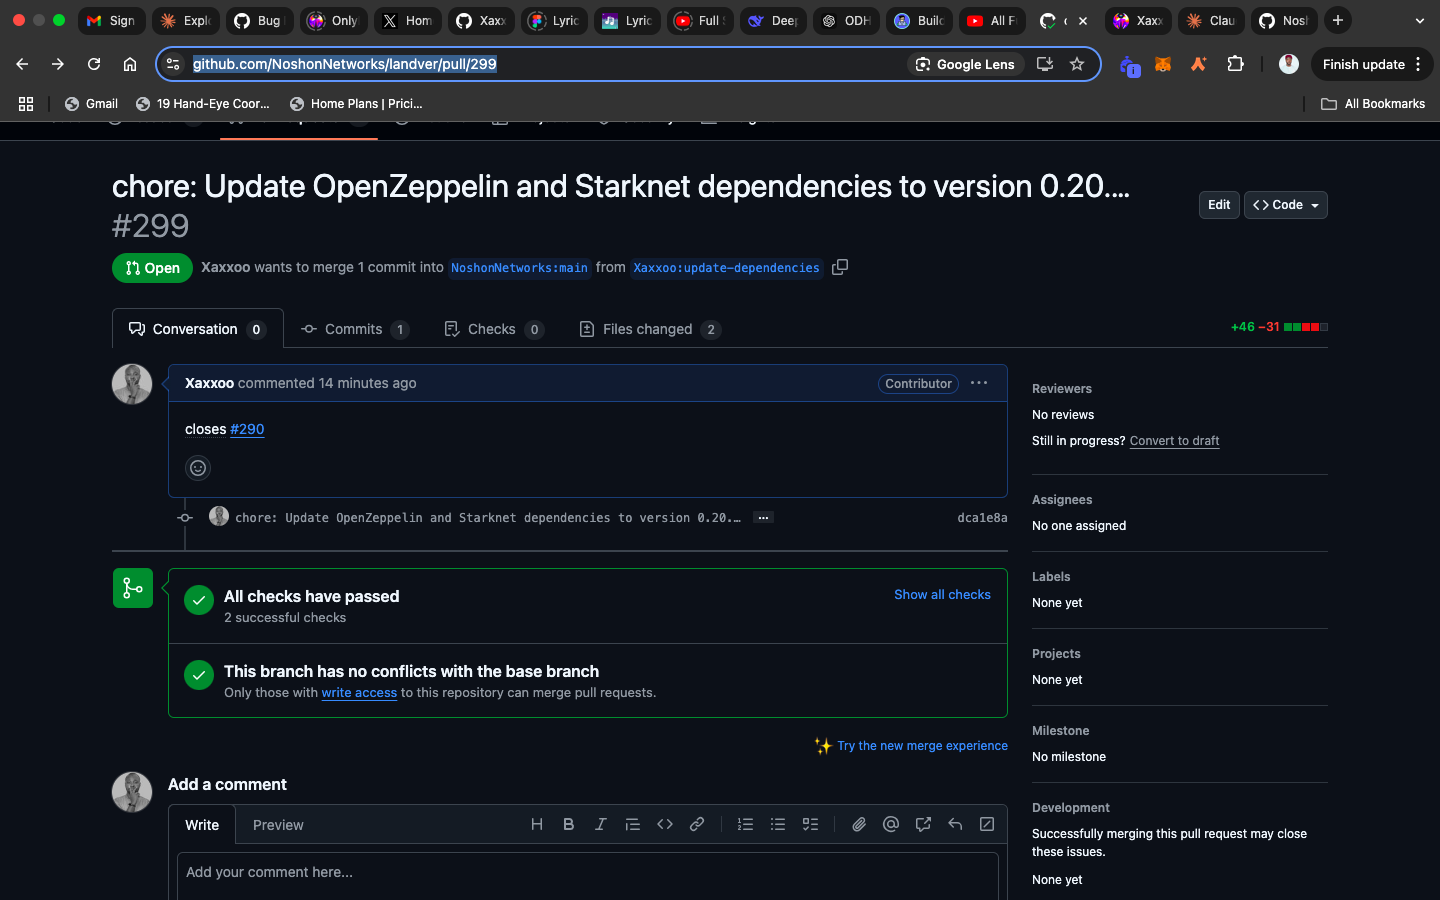 Sign
Explo
Bug
Only
Hom
Xaxx
Lyric
Lyric
Full S
Deep
ODH
Build
All Fi
Xaxx
Clau
Nosh
github.com/NoshonNetworks/landver/pull/299
Google Lens
Finish update
Gmail
19 Hand-Eye Coor...
Home Plans | Prici...
All Bookmarks
chore: Update OpenZeppelin and Starknet dependencies to version 0.20....
#299
Edit
Code
Open
Xaxxoo wants to merge 1 commit into NoshonNetworks:main from Xaxxoo:update-dependencies
Conversation 0
Commits 1
Checks 0
Files changed 2
+46 −31
Xaxxoo commented 14 minutes ago
Contributor
closes #290
chore: Update OpenZeppelin and Starknet dependencies to version 0.20.…
dca1e8a
All checks have passed
2 successful checks
Show all checks
This branch has no conflicts with the base branch
Only those with write access to this repository can merge pull requests.
Try the new merge experience
Add a comment
Write
Preview
Add your comment here...
Reviewers
No reviews
Still in progress? Convert to draft
Assignees
No one assigned
Labels
None yet
Projects
None yet
Milestone
No milestone
Development
Successfully merging this pull request may close
these issues.
None yet